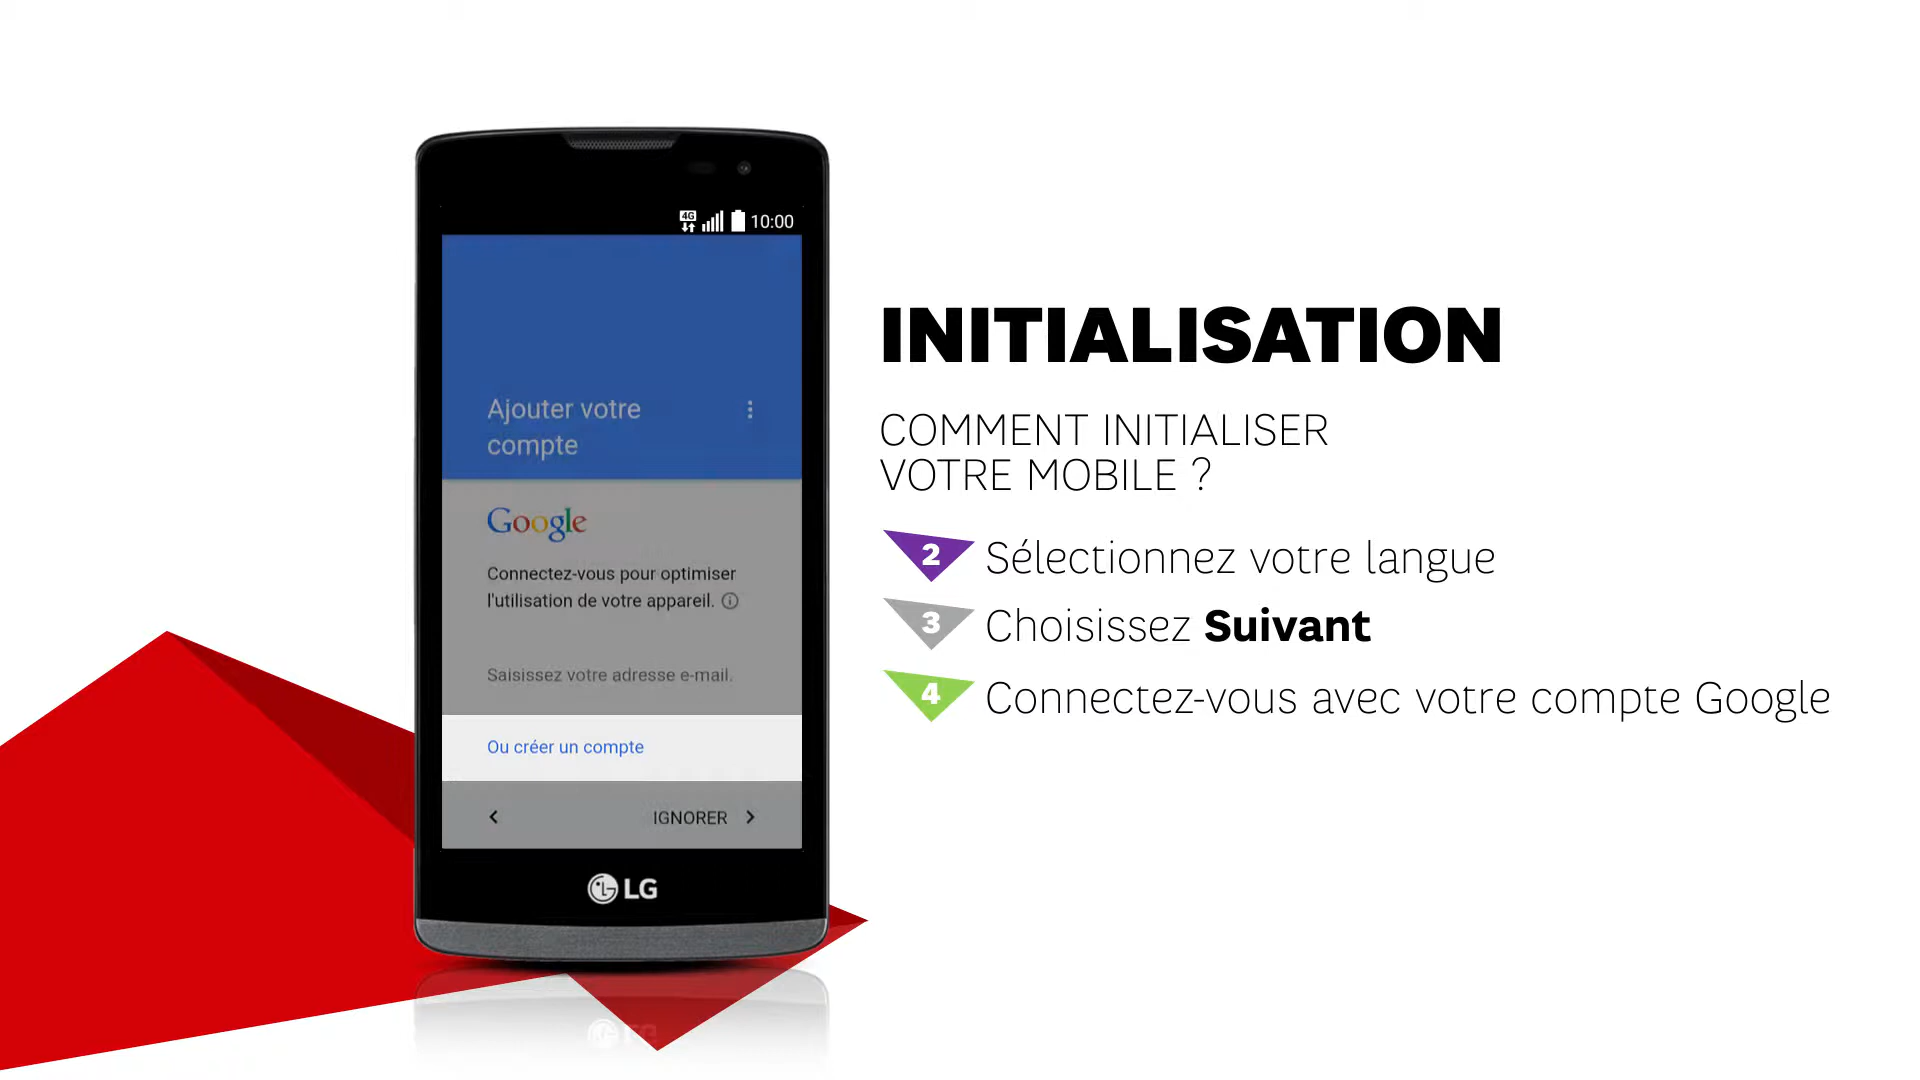 4G 10:00
Ajouter votre
compte
Google
Connectez-vous pour optimiser
l'utilisation de votre appareil.
Saisissez votre adresse e-mail.
Ou créer un compte
IGNORER
LG
INITIALISATION
COMMENT INITIALISER
VOTRE MOBILE ?
2 Sélectionnez votre langue
3 Choisissez Suivant
4 Connectez-vous avec votre compte Google